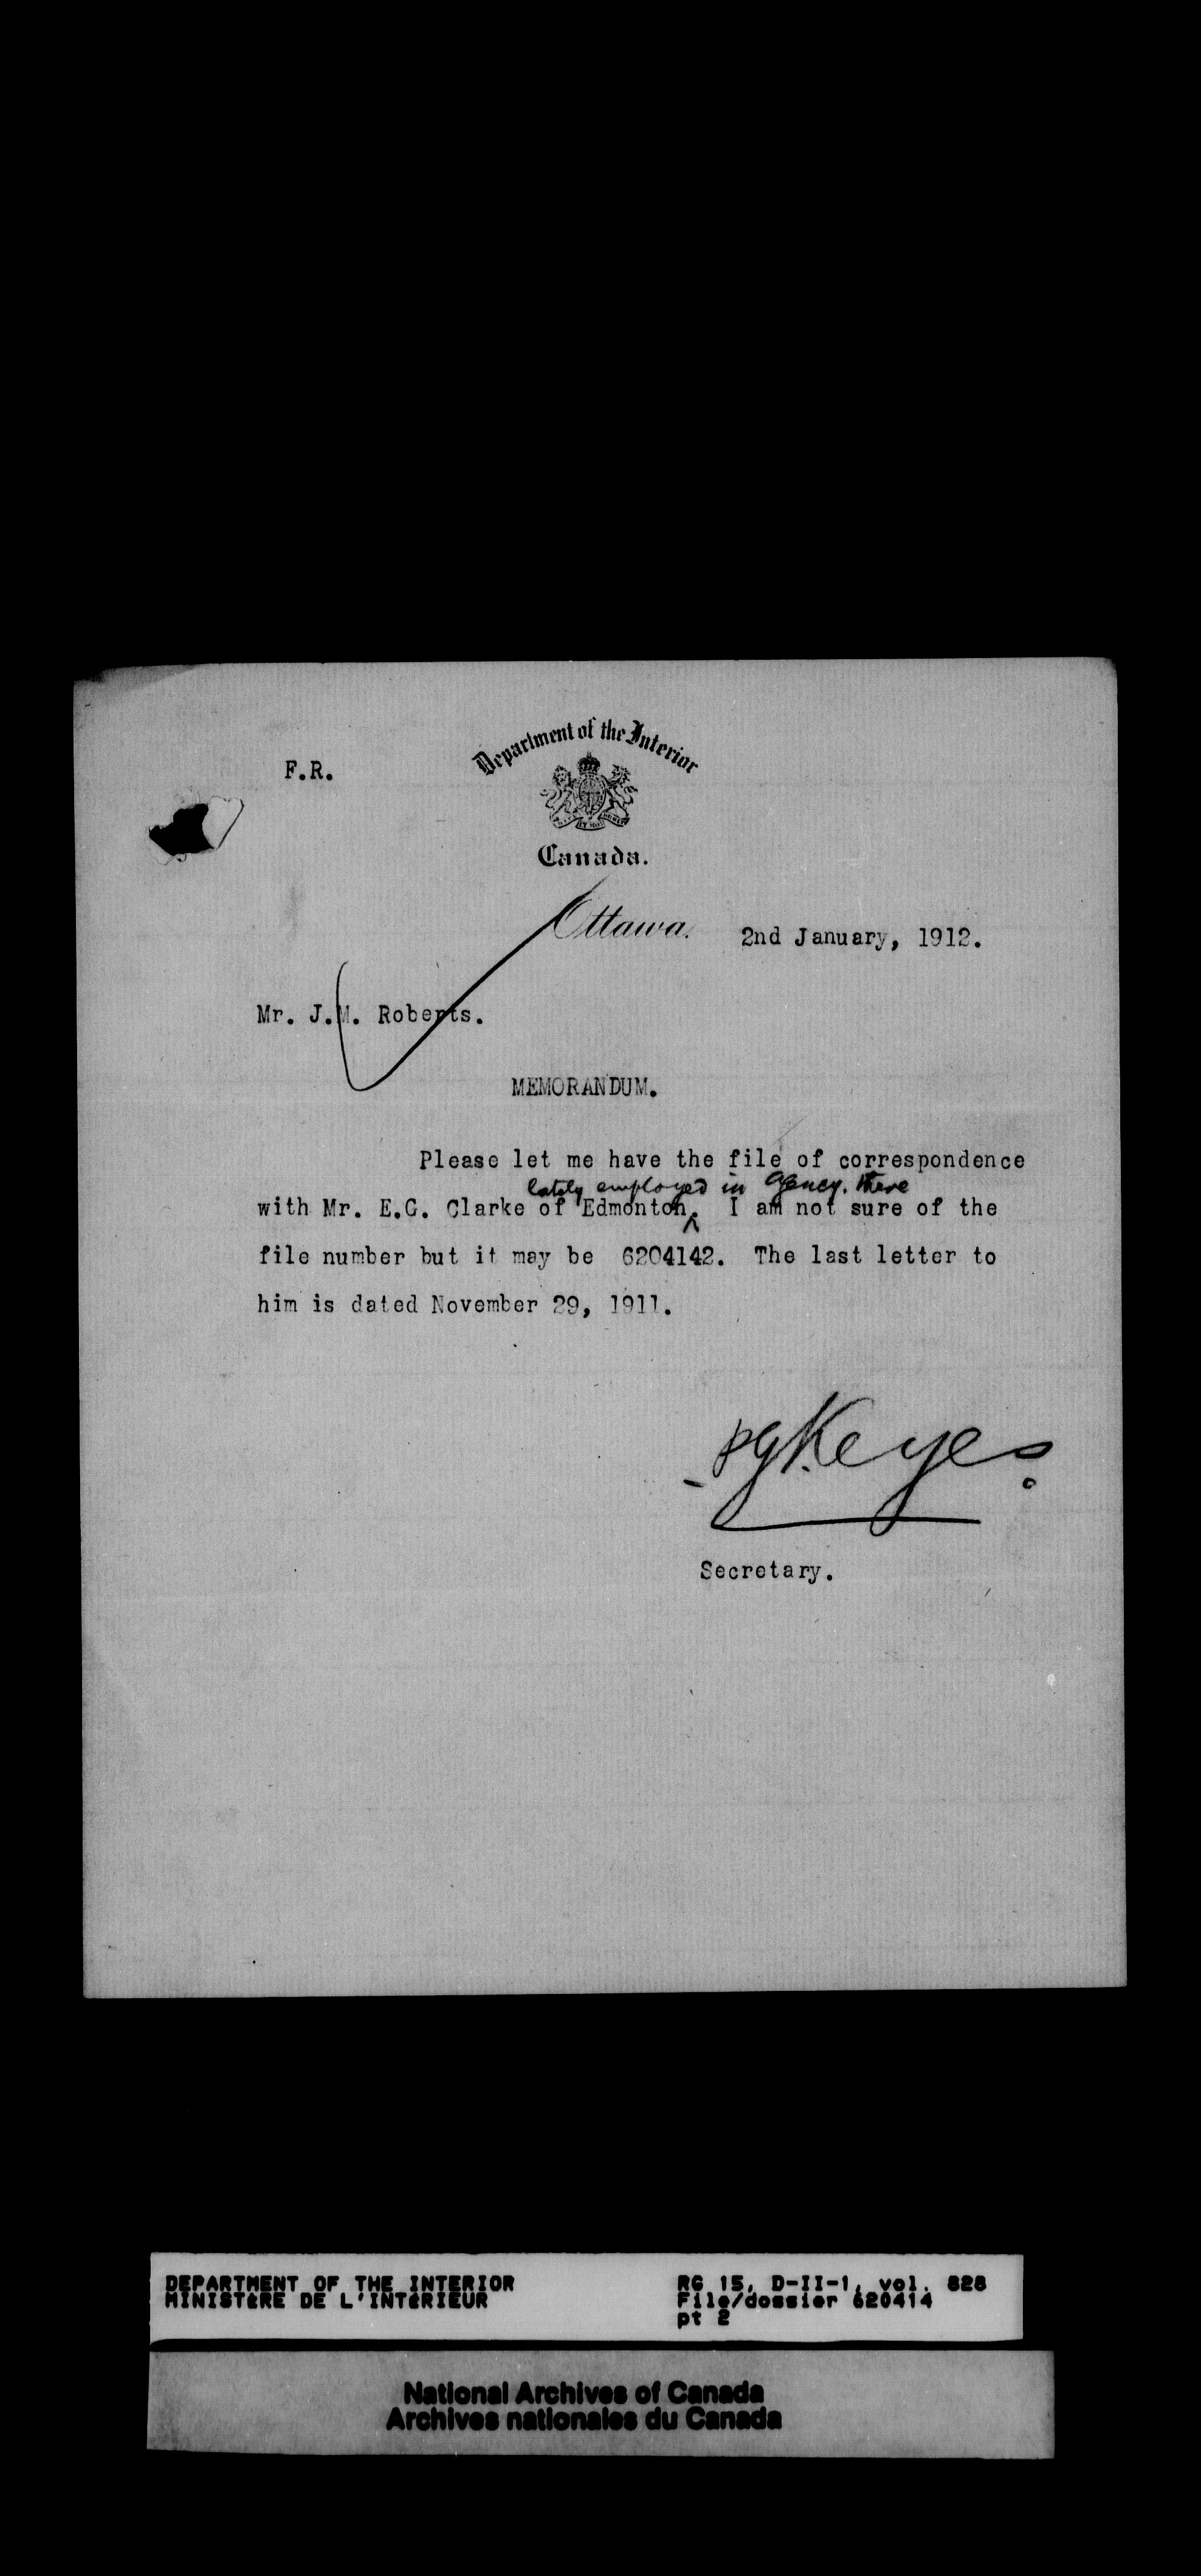 F.R.
Department of the Interior
Canada.
Ottawa. 2nd January, 1912.
Mr. J.M. Roberts.
MEMORANDUM.
Please let me have the file of correspondence
lately employed in agency. there
with Mr. E.G. Clarke of Edmonton. I am not sure of the
file number but it may be 6204142. The last letter to
him is dated November 29, 1911.
PGKeyes
Secretary.
DEPARTMENT OF THE INTERIOR
MINISTÈRE DE L'INTÉRIEUR
RG 15, D-II-1, vol. 828
File/dossier 620414
pt 2
National Archives of Canada
Archives nationales du Canada